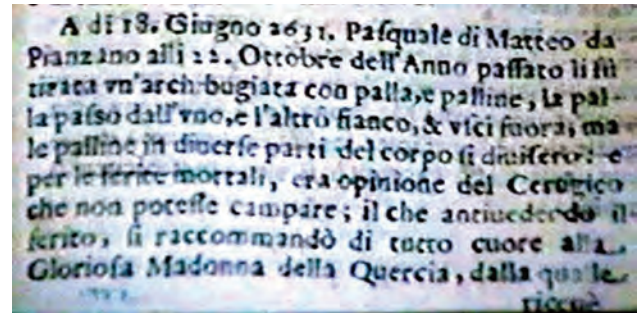 A di 18. Giugno 1631. Paſquale di Matteo da
Pianzano alli 22. Ottobre dell'Anno paſſato li fù
tirata vn'archibugiata con palla, e palline, la pal-
la paſsò dall'vno, e l'altro fianco, & vſcì fuora, ma
le palline in diuerſe parti del corpo ſi diuiſero: e
per le ferite mortali, era opinione del Cerugico
che non poteſſe campare; il che antiuedendo il
ferito, ſi raccommandò di tutto cuore alla
Glorioſa Madonna della Quercia, dalla quale
riceuè